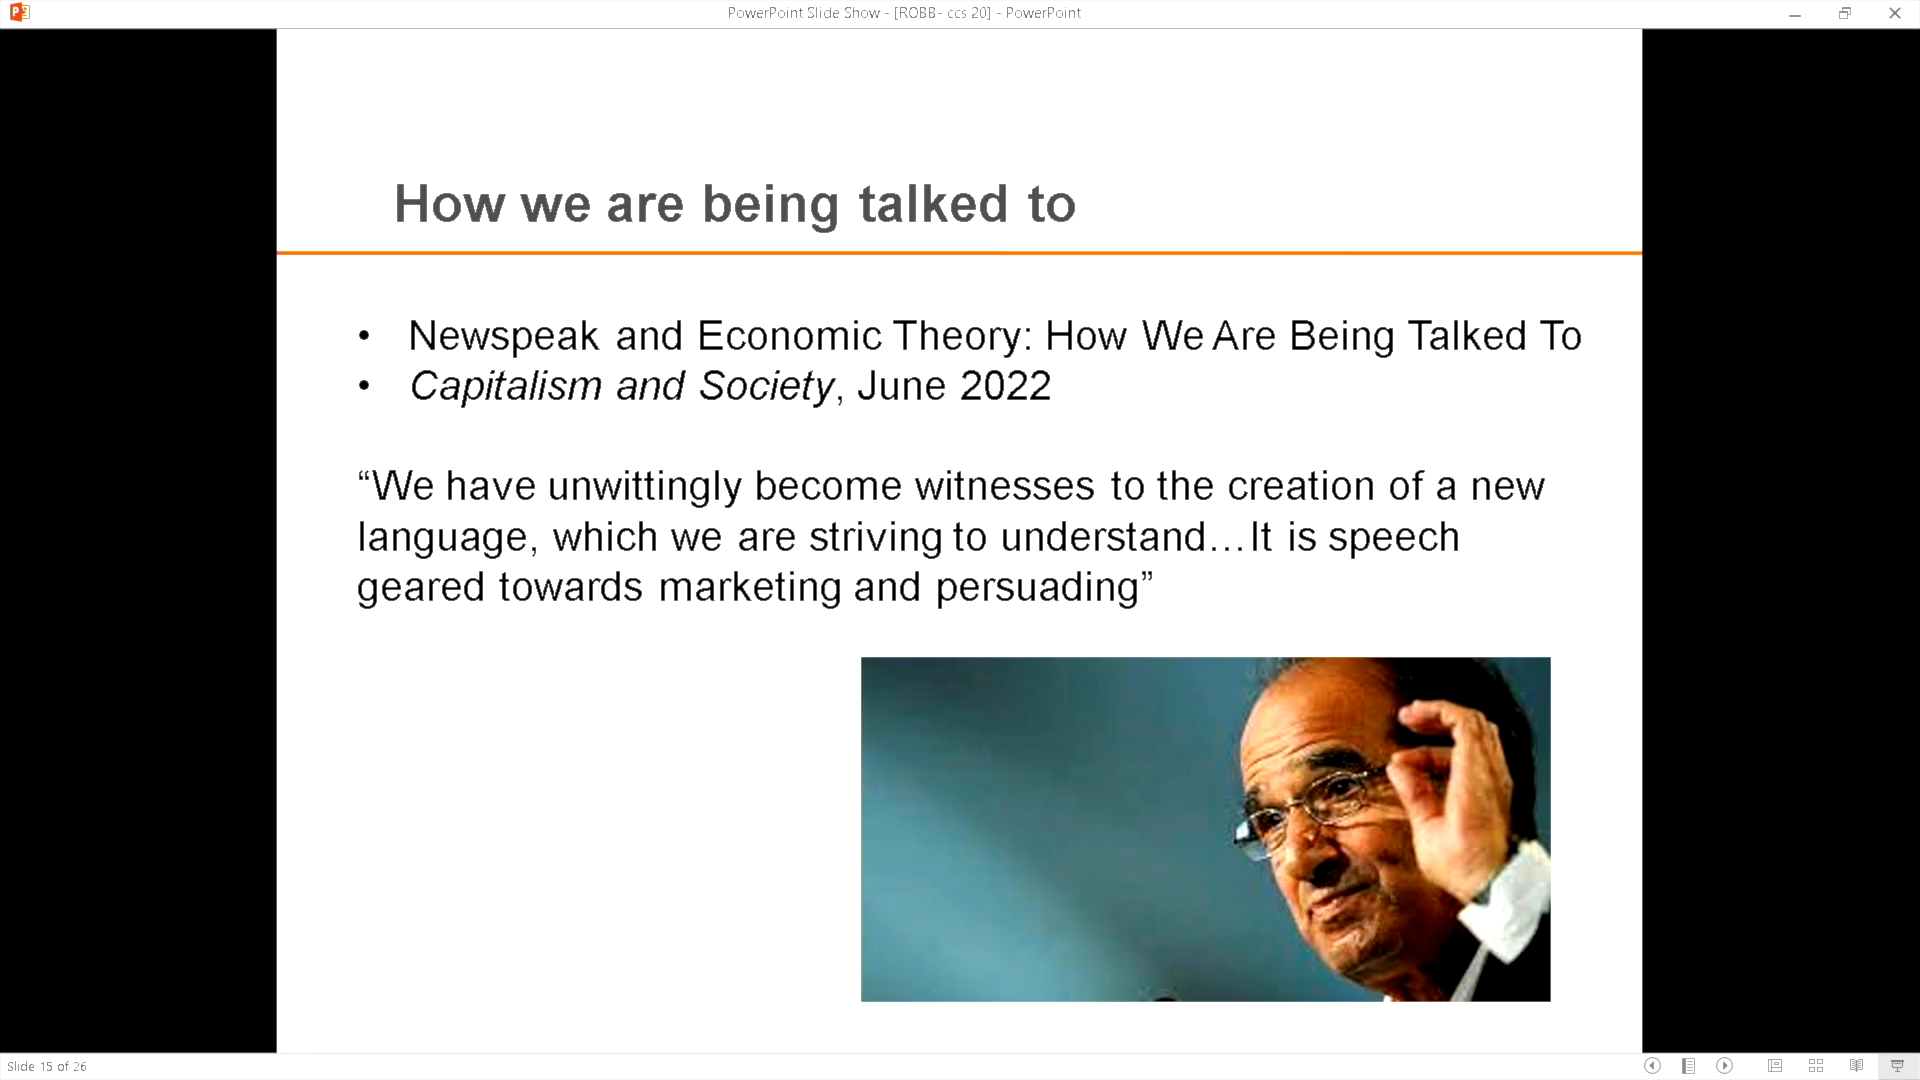 PowerPoint Slide Show - [ROBB- ccs 20] - PowerPoint
How we are being talked to
• Newspeak and Economic Theory: How We Are Being Talked To
• Capitalism and Society, June 2022
“We have unwittingly become witnesses to the creation of a new
language, which we are striving to understand…It is speech
geared towards marketing and persuading”
Slide 15 of 26